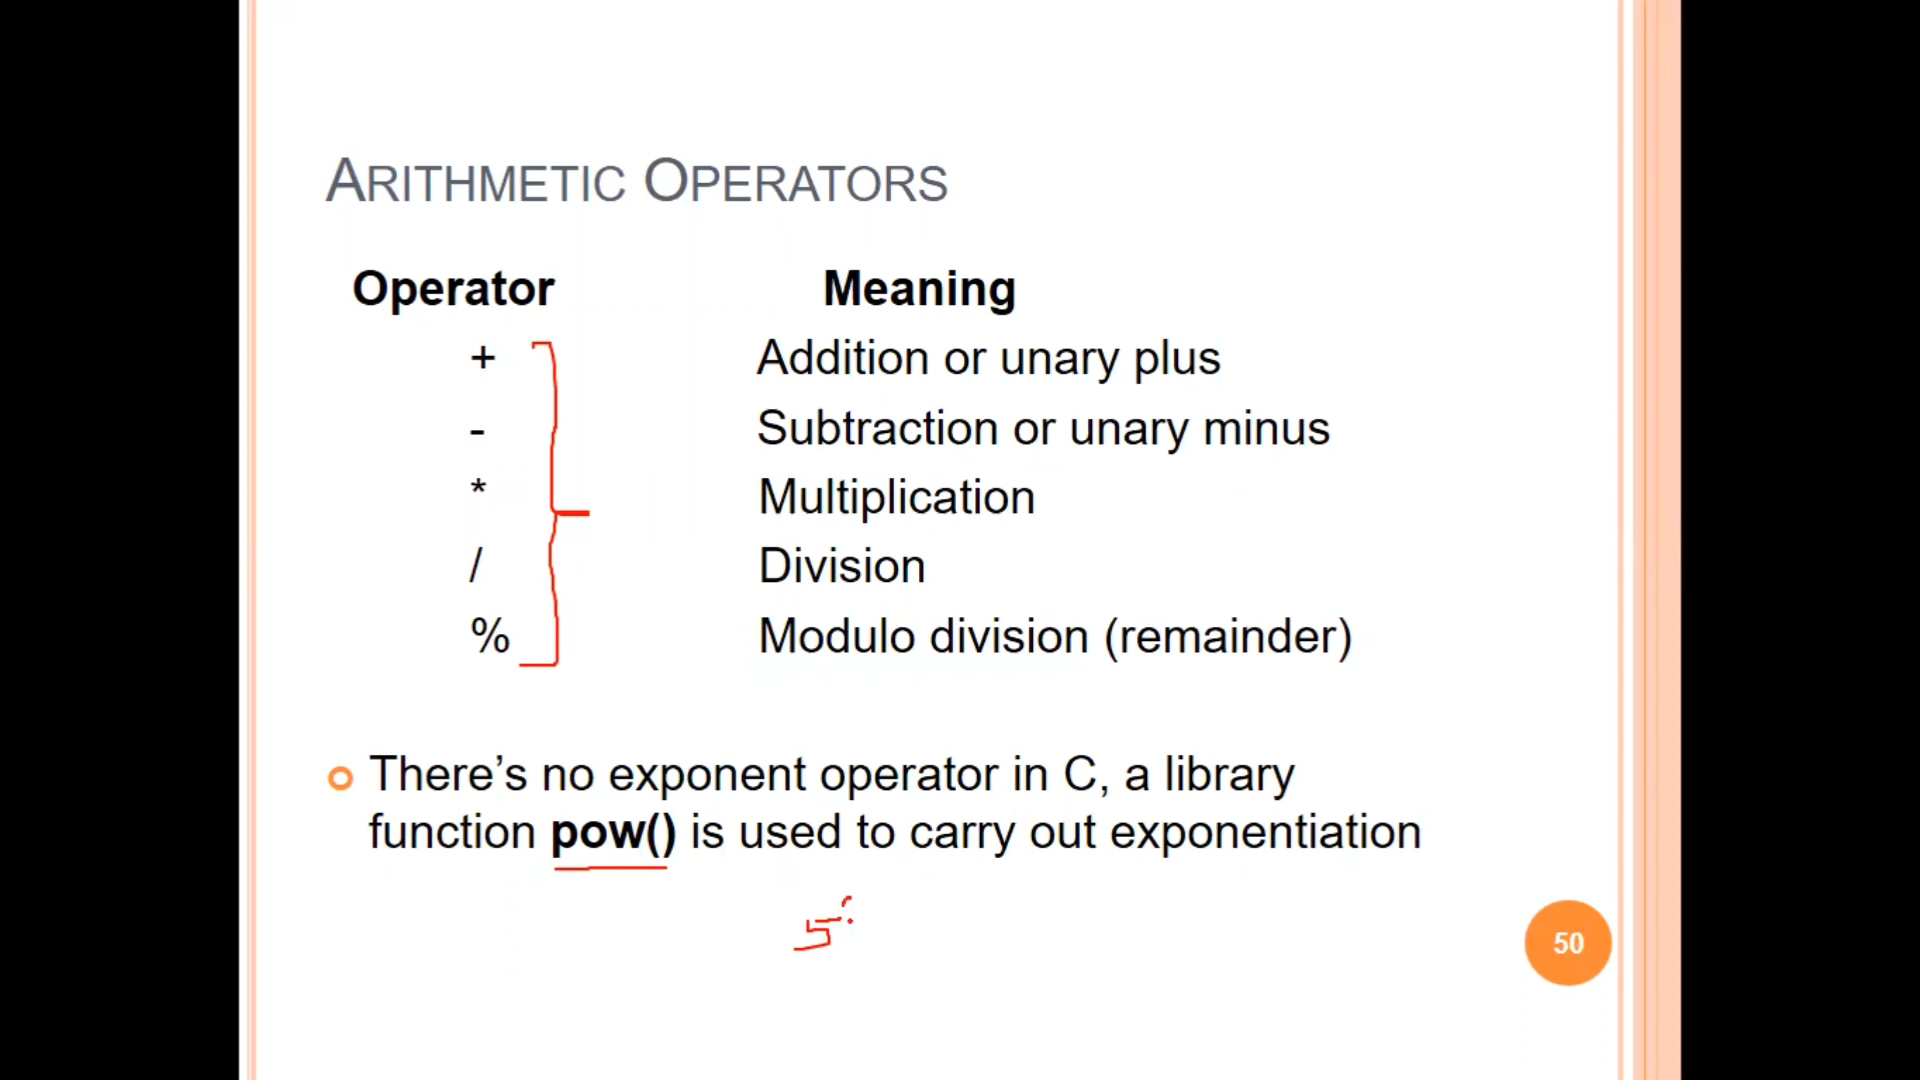 ARITHMETIC OPERATORS
Operator Meaning
+ Addition or unary plus
- Subtraction or unary minus
* Multiplication
/ Division
% Modulo division (remainder)
There’s no exponent operator in C, a library
function pow() is used to carry out exponentiation
5
50